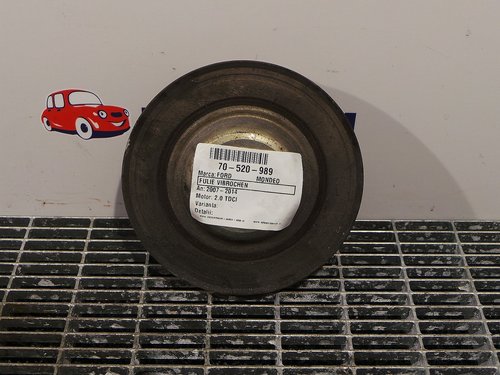 70-520-989
Marca: FORD MONDEO
FULIE VIBROCHEN
An: 2007 - 2014
Motor: 2.0 TDCI
Varianta:
Detalii: